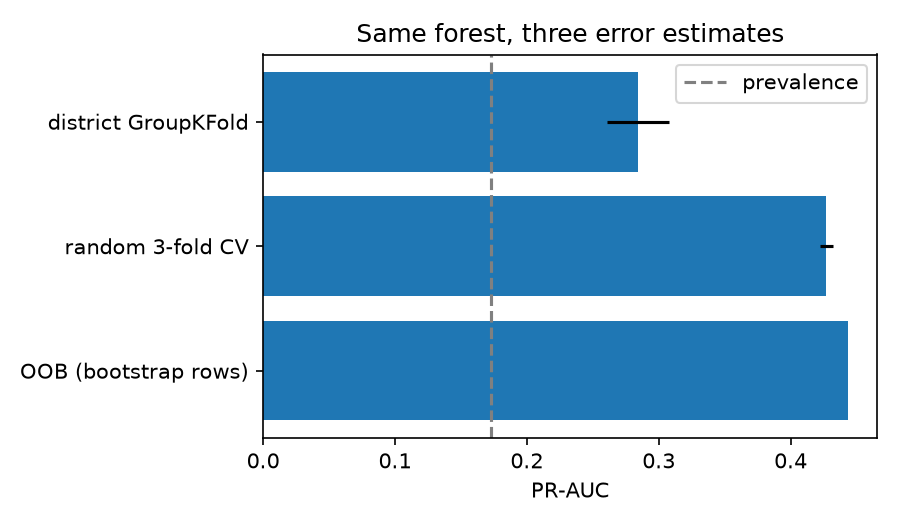 Same forest, three error estimates
prevalence
district GroupKFold
random 3-fold CV
OOB (bootstrap rows)
0.0 0.1 0.2 0.3 0.4
PR-AUC